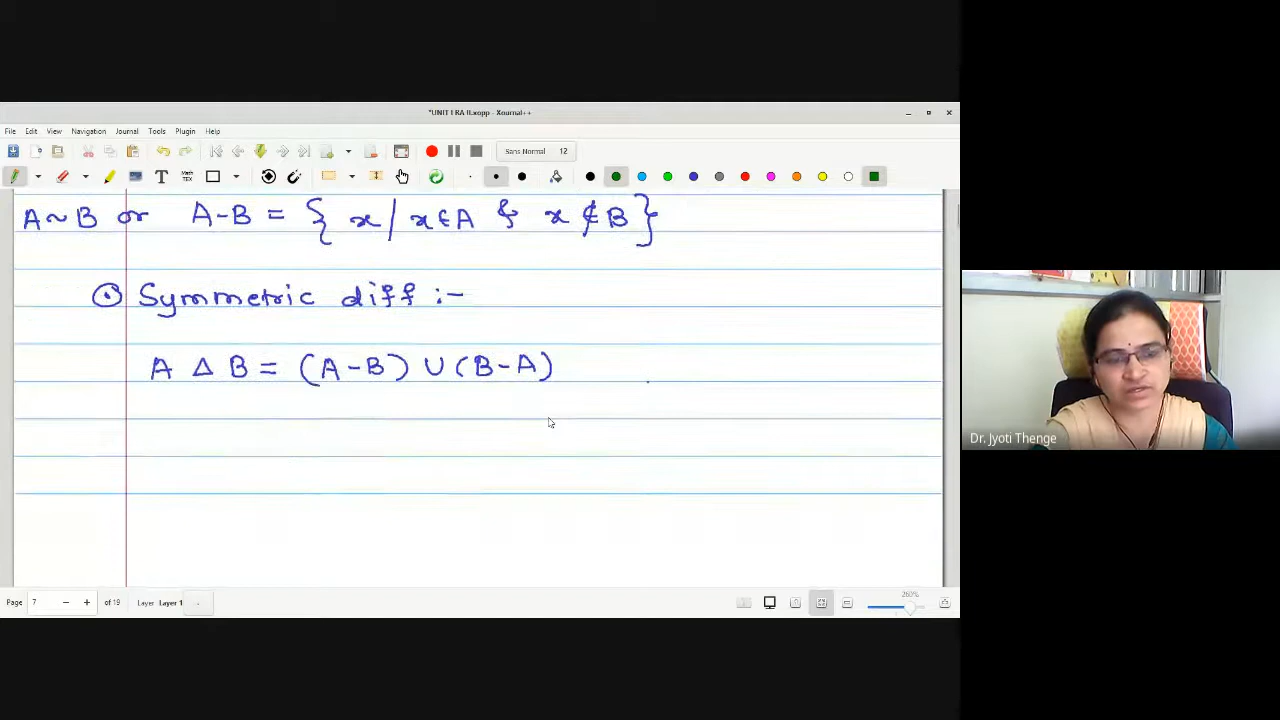 *UNIT I RA II.xopp - Xournal++
File Edit View Navigation Journal Tools Plugin Help
Sans Normal 12
A~B or A-B = { x / x∈A & x ∉ B }
⊙ Symmetric diff :-
A Δ B = (A-B) ∪ (B-A)
Dr. Jyoti Thenge
Page 7 of 19 Layer Layer 1
260%